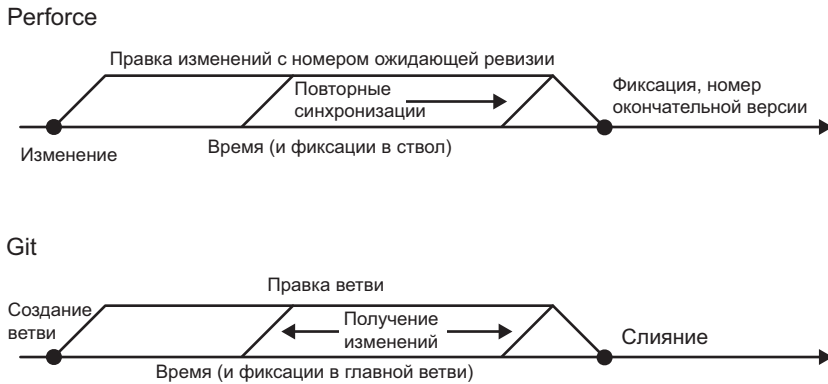 Perforce
Правка изменений с номером ожидающей ревизии
Повторные
синхронизации
Фиксация, номер
окончательной версии
Изменение
Время (и фиксации в ствол)
Git
Правка ветви
Создание
ветви
Получение
изменений
Слияние
Время (и фиксации в главной ветви)